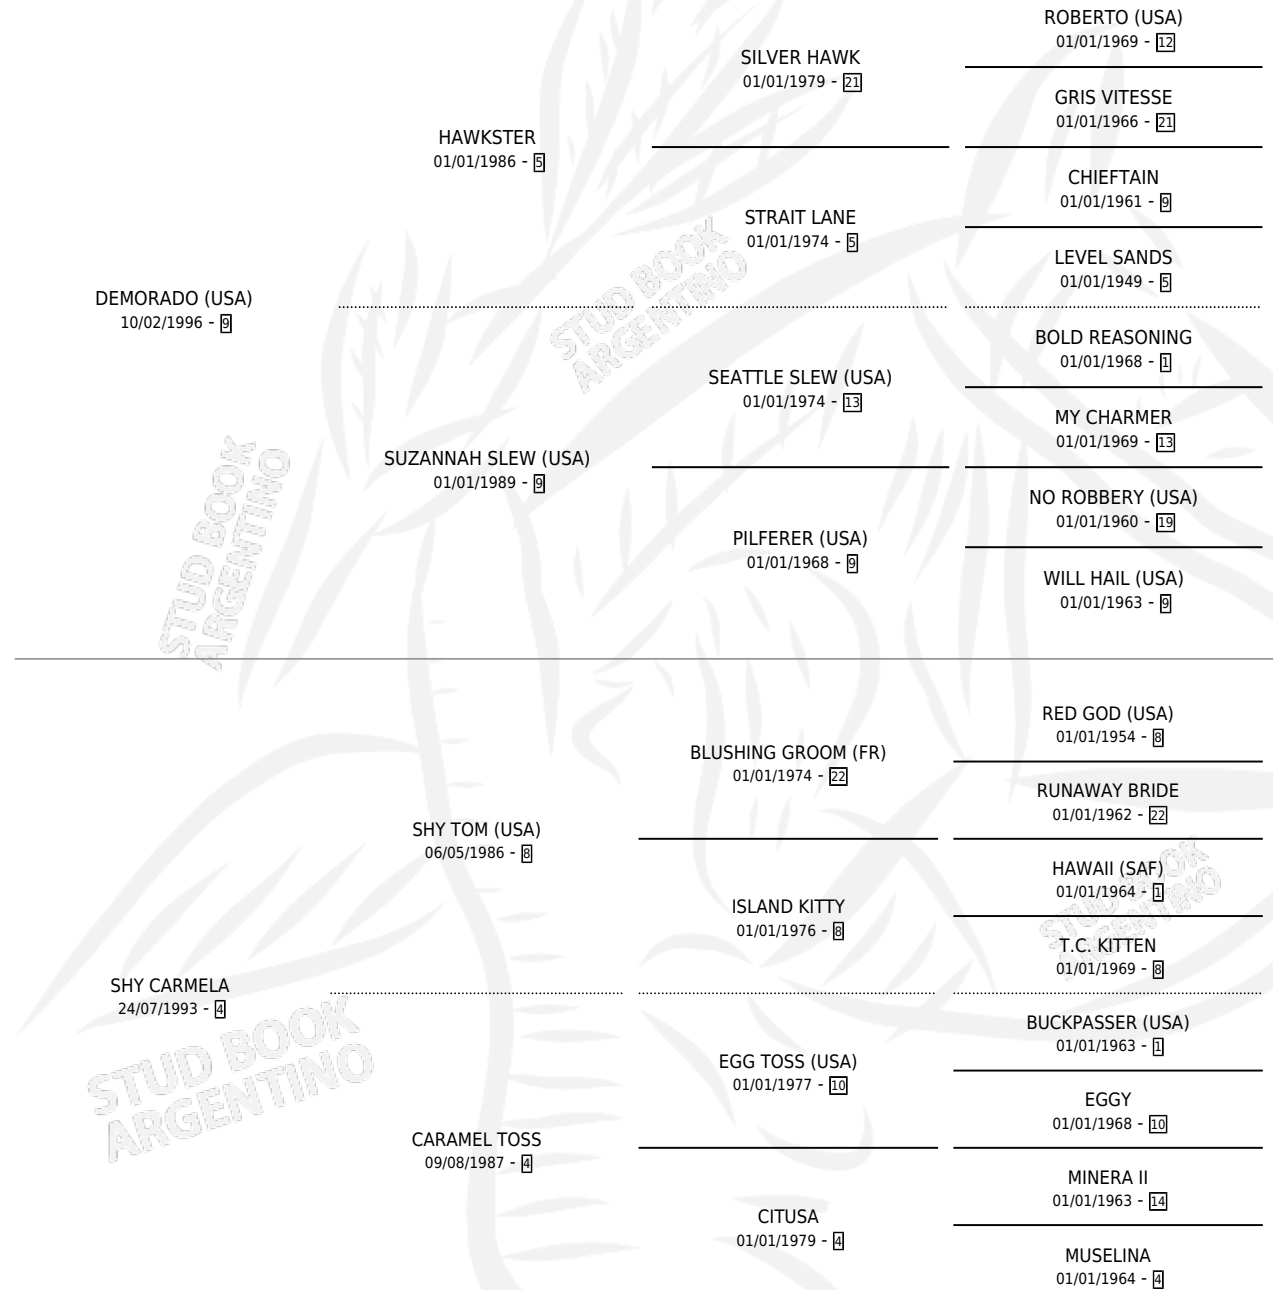 ROBERTO (USA)
01/01/1969 - 12
SILVER HAWK
01/01/1979 - 21
GRIS VITESSE
01/01/1966 - 21
HAWKSTER
01/01/1986 - 5
CHIEFTAIN
01/01/1961 - 9
STRAIT LANE
01/01/1974 - 5
LEVEL SANDS
01/01/1949 - 5
DEMORADO (USA)
10/02/1996 - 9
STUD BOOK
ARGENTINO
BOLD REASONING
01/01/1968 - 1
SEATTLE SLEW (USA)
01/01/1974 - 13
MY CHARMER
01/01/1969 - 13
SUZANNAH SLEW (USA)
01/01/1989 - 9
NO ROBBERY (USA)
01/01/1960 - 19
PILFERER (USA)
01/01/1968 - 9
WILL HAIL (USA)
01/01/1963 - 9
STUD BOOK
ARGENTINO
RED GOD (USA)
01/01/1954 - 8
BLUSHING GROOM (FR)
01/01/1974 - 22
RUNAWAY BRIDE
01/01/1962 - 22
SHY TOM (USA)
06/05/1986 - 8
HAWAII (SAF)
01/01/1964 - 1
ISLAND KITTY
01/01/1976 - 8
STUD BOOK
ARGENTINO
T.C. KITTEN
01/01/1969 - 8
SHY CARMELA
24/07/1993 - 4
STUD BOOK
ARGENTINO
BUCKPASSER (USA)
01/01/1963 - 1
EGG TOSS (USA)
01/01/1977 - 10
EGGY
01/01/1968 - 10
CARAMEL TOSS
09/08/1987 - 4
MINERA II
01/01/1963 - 14
CITUSA
01/01/1979 - 4
MUSELINA
01/01/1964 - 4